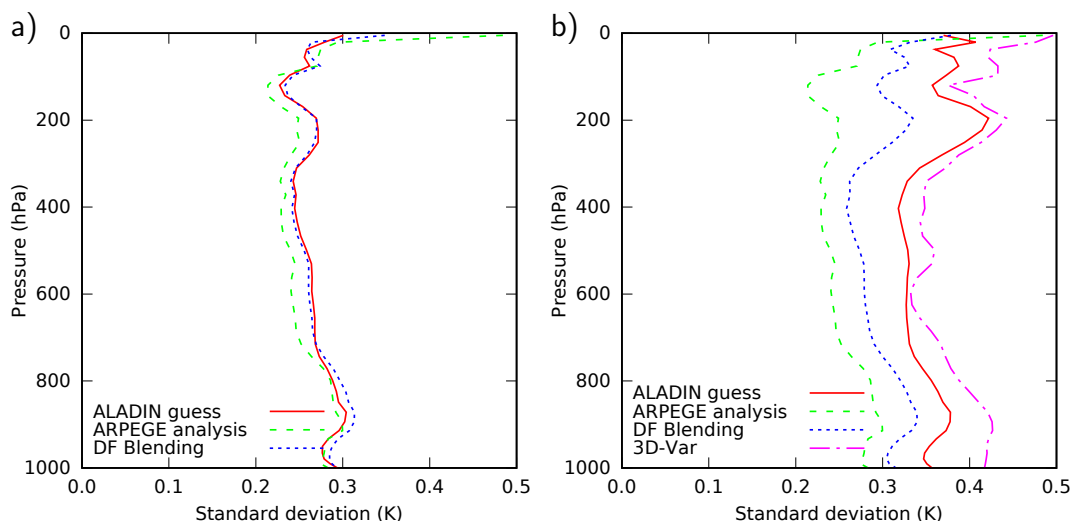 a)
0
200
400
600
800
1000
Pressure (hPa)
ALADIN guess
ARPEGE analysis
DF Blending
0.0 0.1 0.2 0.3 0.4 0.5
Standard deviation (K)
b)
0
200
400
600
800
1000
Pressure (hPa)
ALADIN guess
ARPEGE analysis
DF Blending
3D-Var
0.0 0.1 0.2 0.3 0.4 0.5
Standard deviation (K)